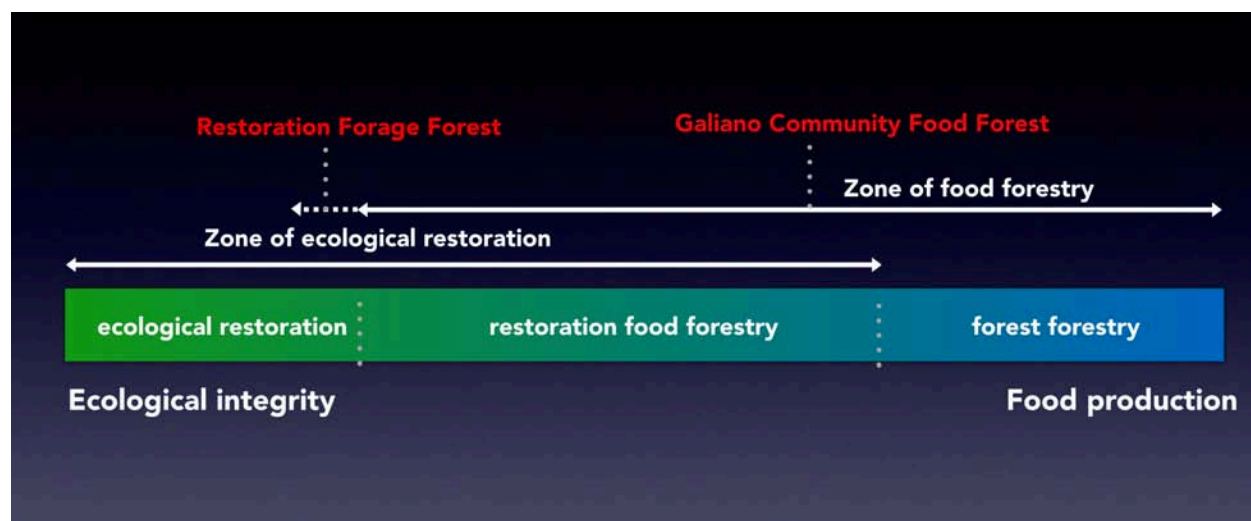 Restoration Forage Forest
Galiano Community Food Forest
Zone of food forestry
Zone of ecological restoration
ecological restoration
restoration food forestry
forest forestry
Ecological integrity
Food production